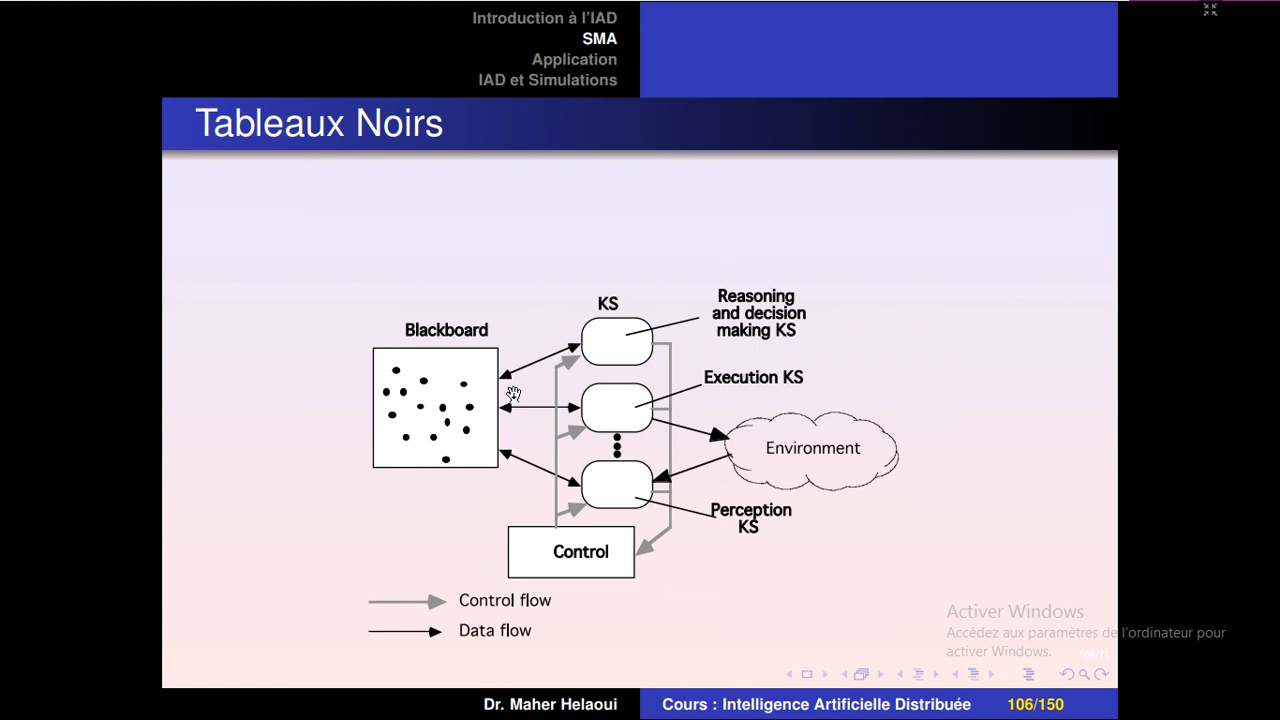 Introduction à l'IAD
SMA
Application
IAD et Simulations
Tableaux Noirs
KS
Reasoning
and decision
making KS
Blackboard
Execution KS
Environment
Perception
KS
Control
Control flow
Data flow
Activer Windows
Accédez aux paramètres de l'ordinateur pour
activer Windows.
Dr. Maher Helaoui
Cours : Intelligence Artificielle Distribuée
106/150